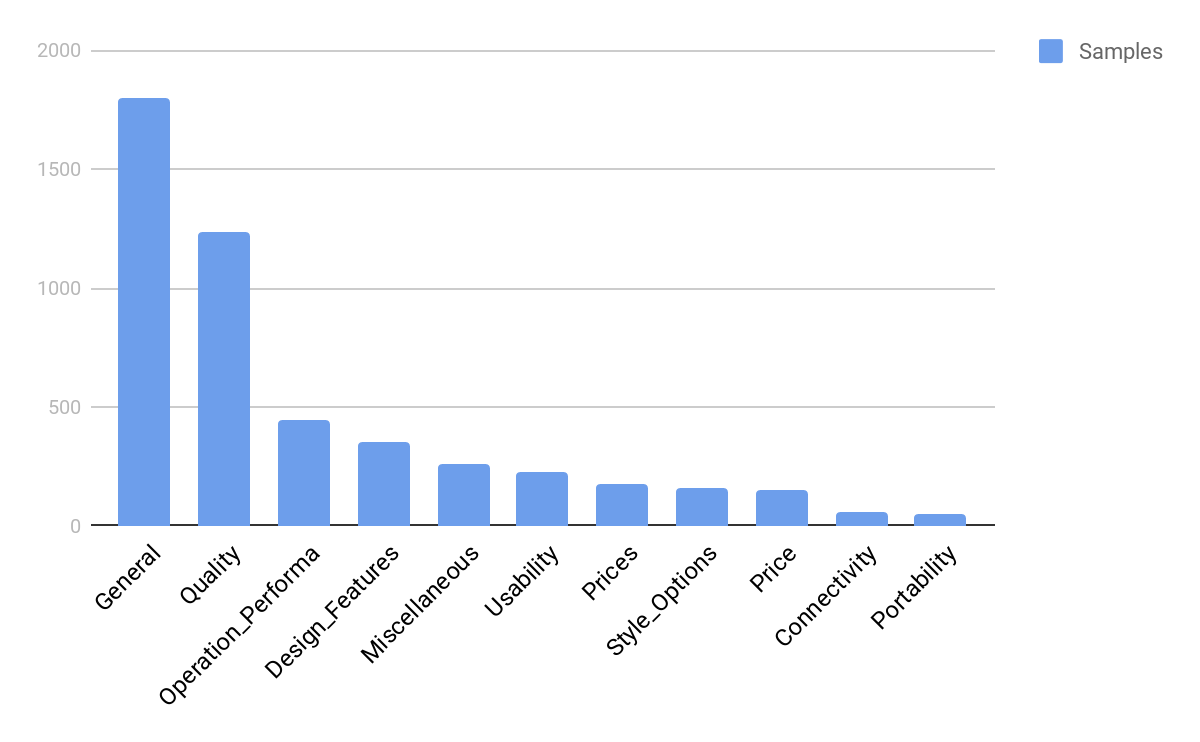 2000
1500
1000
500
0
Samples
General
Quality
Operation_Performa
Design_Features
Miscellaneous
Usability
Prices
Style_Options
Price
Connectivity
Portability